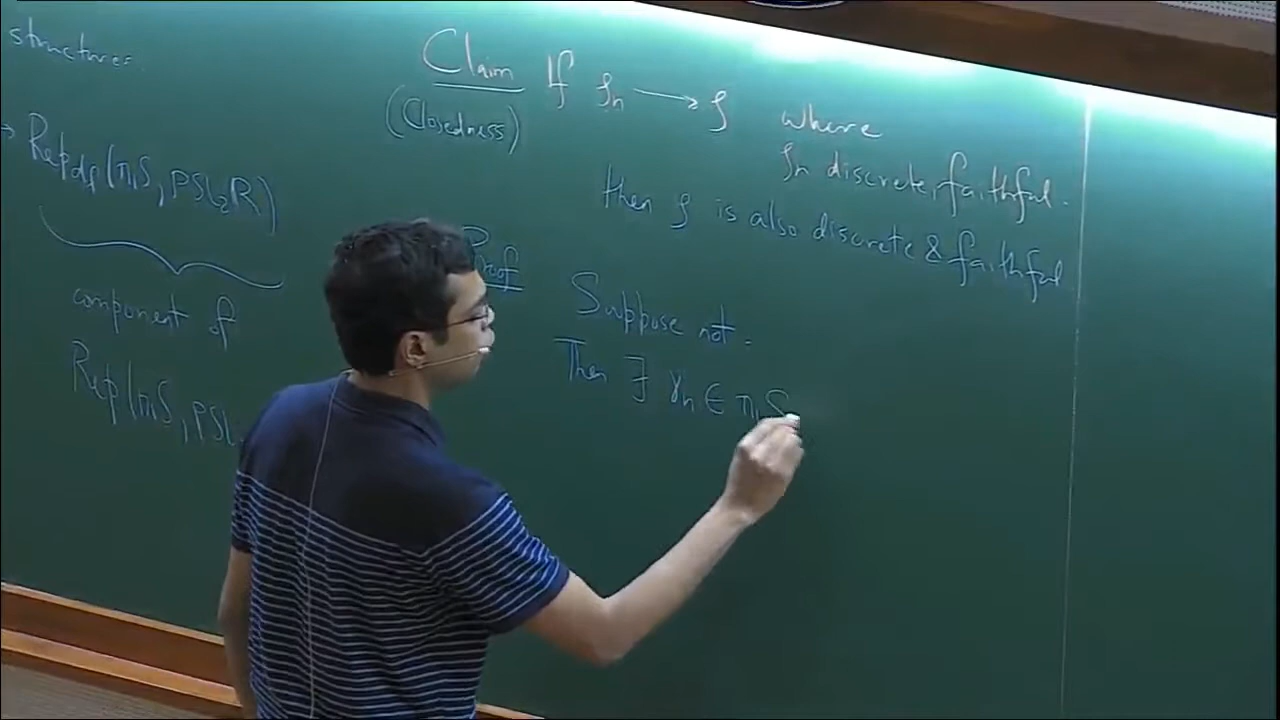 structures
→ Rep_df(π₁S, PSL₂R)
component of
Rep(π₁S, PSL
Claim If ρₙ → ρ where
(Closedness)
ρₙ discrete, faithful.
then ρ is also discrete & faithful
Proof
Suppose not.
Then ∃ γₙ ∈ π₁S